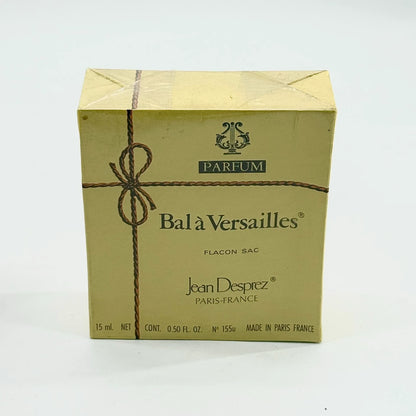 PARFUM
Bal à Versailles®
FLACON SAC
Jean Desprez®
PARIS-FRANCE
15 ml. NET CONT. 0.50 FL. OZ. Nº 155u MADE IN PARIS FRANCE